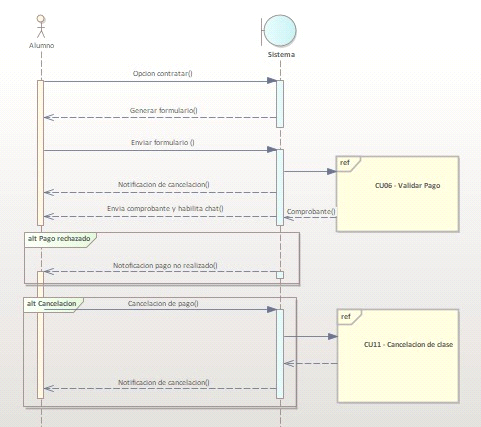 Alumno
Sistema
Opcion contratar()
Generar formulario()
Enviar formulario ()
ref
CU06 - Validar Pago
Notificacion de cancelacion()
Envia comprobante y habilita chat()
Comprobante()
alt Pago rechazado
Notoficacion pago no realizado()
alt Cancelacion
Cancelacion de pago()
ref
CU11 - Cancelacion de clase
Notificacion de cancelacion()